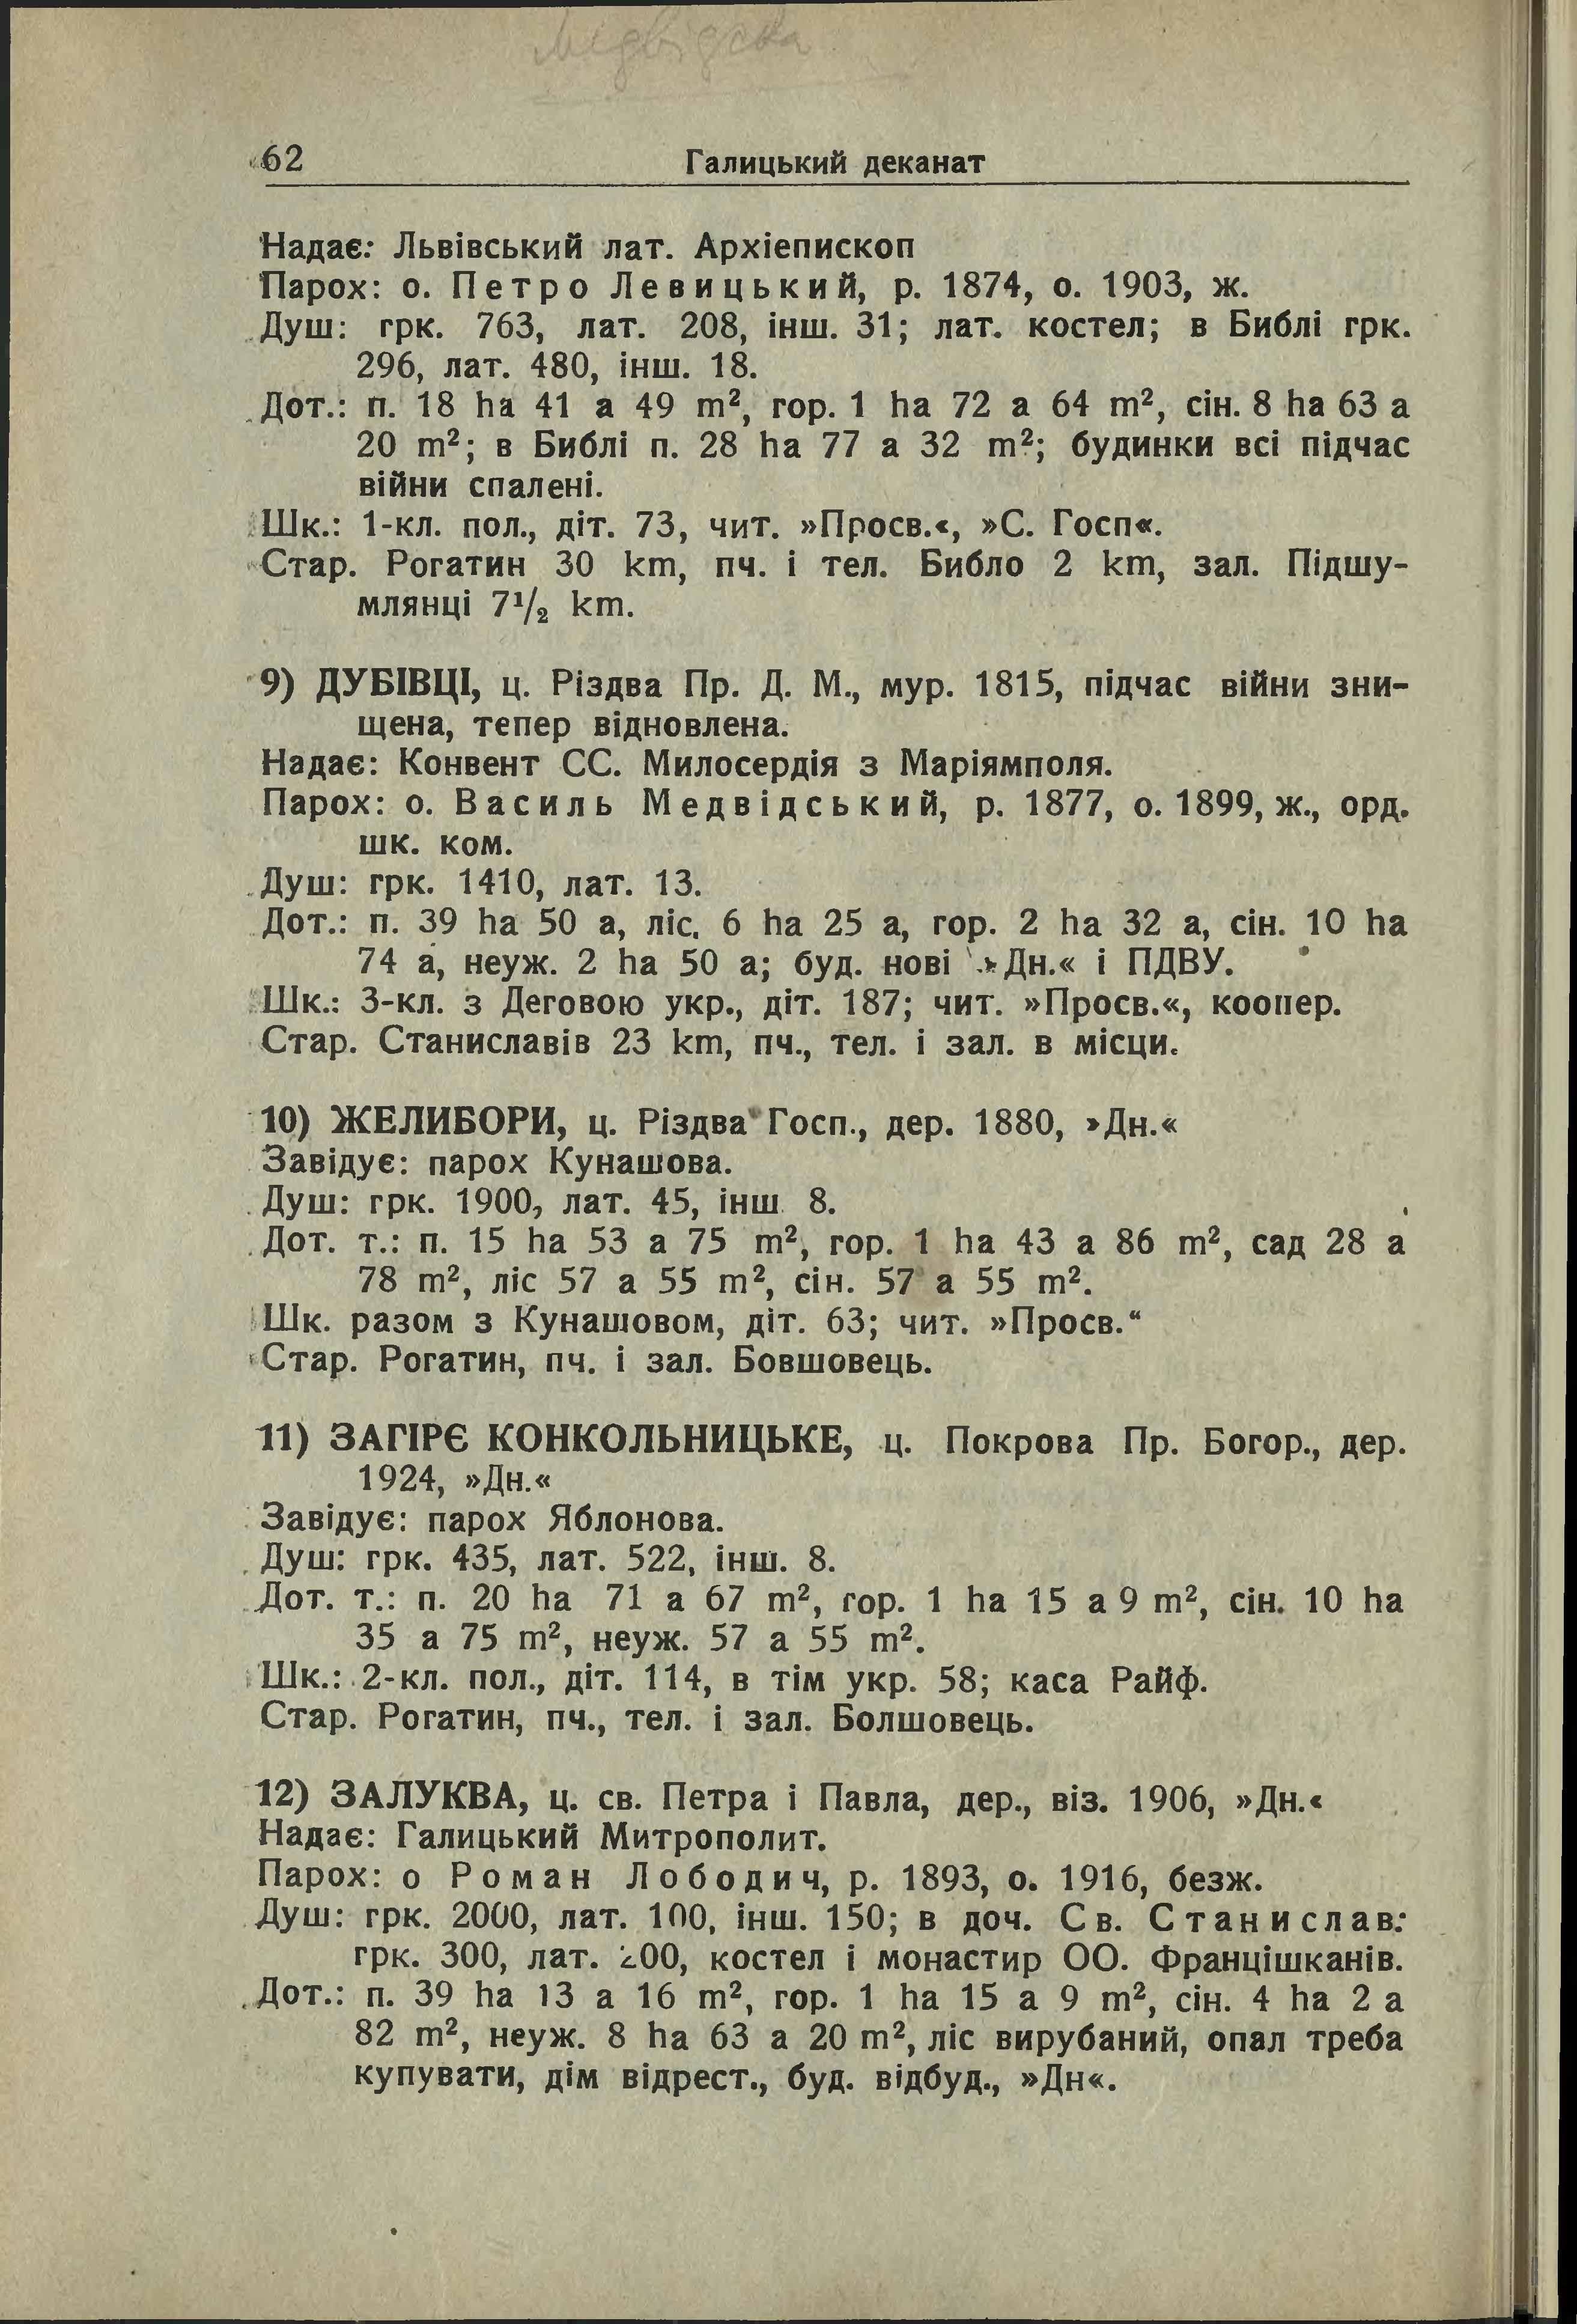 Медвідська
62 Галицький деканат
Надає: Львівський лат. Архієпископ
Парох: о. Петро Левицький, р. 1874, о. 1903, ж.
Душ: грк. 763, лат. 208, інш. 31; лат. костел; в Библі грк.
296, лат. 480, інш. 18.
Дот.: п. 18 ha 41 a 49 m², гор. 1 ha 72 a 64 m², сін. 8 ha 63 a
20 m²; в Библі п. 28 ha 77 a 32 m²; будинки всі підчас
війни спалені.
Шк.: 1-кл. пол., діт. 73, чит. »Просв.«, »С. Госп«.
Стар. Рогатин 30 km, пч. і тел. Библо 2 km, зал. Підшу-
млянці 7½ km.
9) ДУБІВЦІ, ц. Різдва Пр. Д. М., мур. 1815, підчас війни зни-
щена, тепер відновлена.
Надає: Конвент СС. Милосердія з Маріямполя.
Парох: о. Василь Медвідський, р. 1877, о. 1899, ж., орд.
шк. ком.
Душ: грк. 1410, лат. 13.
Дот.: п. 39 ha 50 a, ліс. 6 ha 25 a, гор. 2 ha 32 a, сін. 10 ha
74 a, неуж. 2 ha 50 a; буд. нові »Дн.« і ПДВУ.
Шк.: 3-кл. з Деговою укр., діт. 187; чит. »Просв.«, коопер.
Стар. Станиславів 23 km, пч., тел. і зал. в місци.
10) ЖЕЛИБОРИ, ц. Різдва Госп., дер. 1880, »Дн.«
Завідує: парох Кунашова.
Душ: грк. 1900, лат. 45, інш 8.
Дот. т.: п. 15 ha 53 a 75 m², гор. 1 ha 43 a 86 m², сад 28 a
78 m², ліс 57 a 55 m², сін. 57 a 55 m².
Шк. разом з Кунашовом, діт. 63; чит. »Просв.“
Стар. Рогатин, пч. і зал. Бовшовець.
11) ЗАГІРЄ КОНКОЛЬНИЦЬКЕ, ц. Покрова Пр. Богор., дер.
1924, »Дн.«
Завідує: парох Яблонова.
Душ: грк. 435, лат. 522, інш. 8.
Дот. т.: п. 20 ha 71 a 67 m², гор. 1 ha 15 a 9 m², сін. 10 ha
35 a 75 m², неуж. 57 a 55 m².
Шк.: 2-кл. пол., діт. 114, в тім укр. 58; каса Райф.
Стар. Рогатин, пч., тел. і зал. Болшовець.
12) ЗАЛУКВА, ц. св. Петра і Павла, дер., віз. 1906, »Дн.«
Надає: Галицький Митрополит.
Парох: о Роман Лободич, р. 1893, о. 1916, безж.
Душ: грк. 2000, лат. 100, інш. 150; в доч. Св. Станислав:
грк. 300, лат. 200, костел і монастир ОО. Францішканів.
Дот.: п. 39 ha 13 a 16 m², гор. 1 ha 15 a 9 m², сін. 4 ha 2 a
82 m², неуж. 8 ha 63 a 20 m², ліс вирубаний, опал треба
купувати, дім відрест., буд. відбуд., »Дн«.